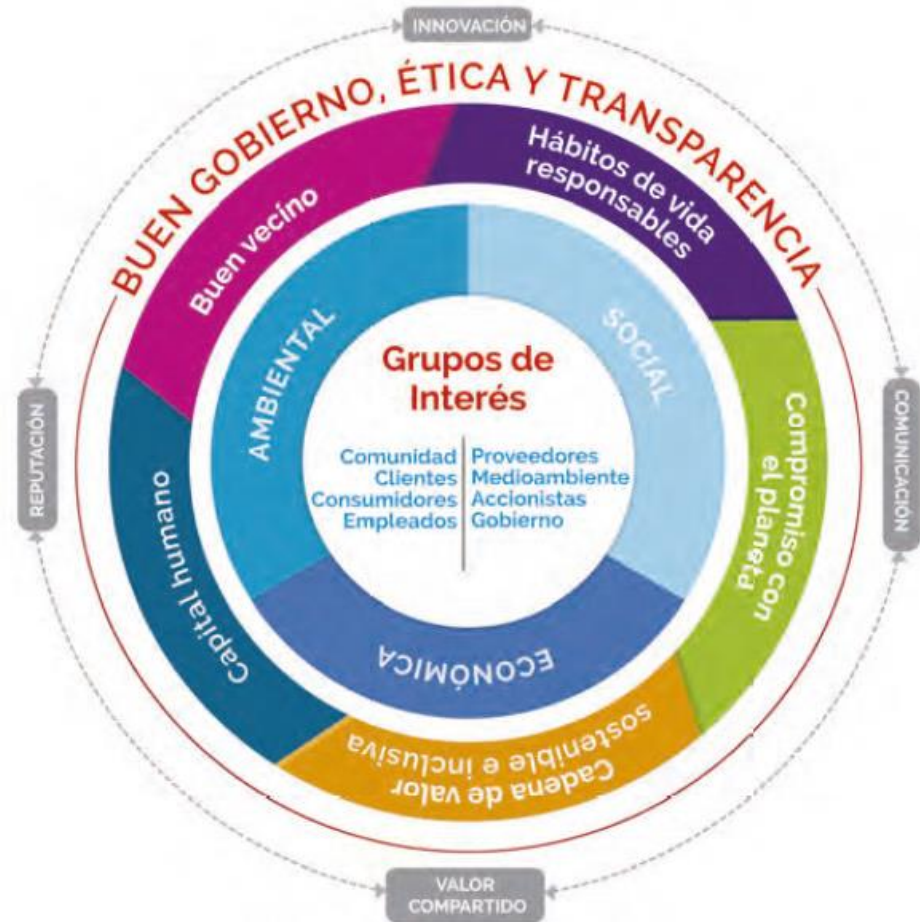 INNOVACIÓN
BUEN GOBIERNO, ÉTICA Y TRANSPARENCIA
Buen vecino
Hábitos de vida
responsables
AMBIENTAL
SOCIAL
Grupos de
Interés
Comunidad
Clientes
Consumidores
Empleados
Proveedores
Medioambiente
Accionistas
Gobierno
REPUTACIÓN
COMUNICACIÓN
Compromiso con
el planeta
Capital humano
ECONÓMICA
Cadena de valor
sostenible e inclusiva
VALOR
COMPARTIDO